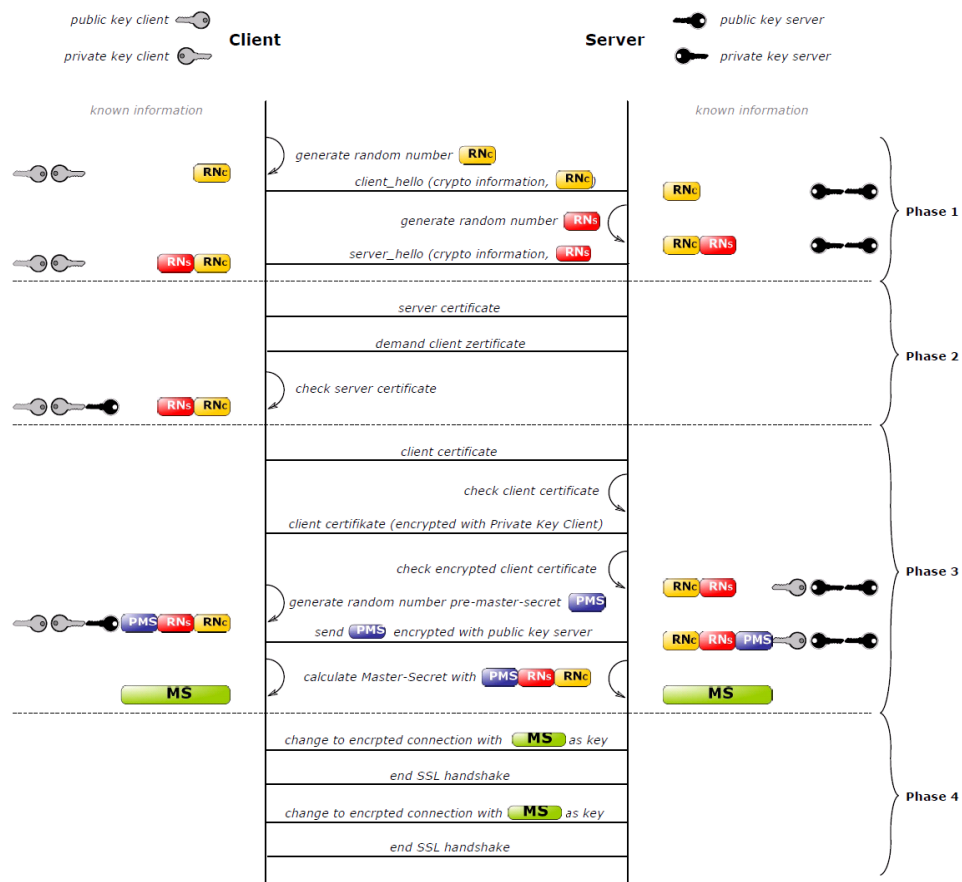 public key client
private key client
Client
Server
public key server
private key server
known information
known information
generate random number RNc
RNc
client_hello (crypto information, RNc)
RNc
Phase 1
generate random number RNs
RNc RNs
server_hello (crypto information, RNs
RNs RNc
server certificate
demand client zertificate
Phase 2
check server certificate
RNs RNc
client certificate
check client certificate
client certifikate (encrypted with Private Key Client)
check encrypted client certificate
Phase 3
RNc RNs
generate random number pre-master-secret PMS
PMS RNs RNc
send PMS encrypted with public key server
RNc RNs PMS
calculate Master-Secret with PMS RNs RNc
MS
MS
change to encrpted connection with MS as key
end SSL handshake
Phase 4
change to encrpted connection with MS as key
end SSL handshake